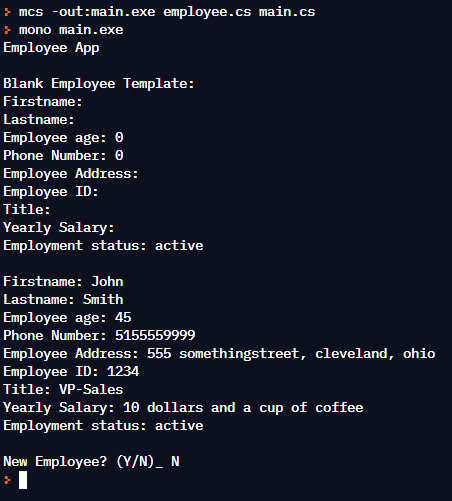 > mcs -out:main.exe employee.cs main.cs
> mono main.exe
Employee App

Blank Employee Template:
Firstname:
Lastname:
Employee age: 0
Phone Number: 0
Employee Address:
Employee ID:
Title:
Yearly Salary:
Employment status: active

Firstname: John
Lastname: Smith
Employee age: 45
Phone Number: 5155559999
Employee Address: 555 somethingstreet, cleveland, ohio
Employee ID: 1234
Title: VP-Sales
Yearly Salary: 10 dollars and a cup of coffee
Employment status: active

New Employee? (Y/N)_ N
>